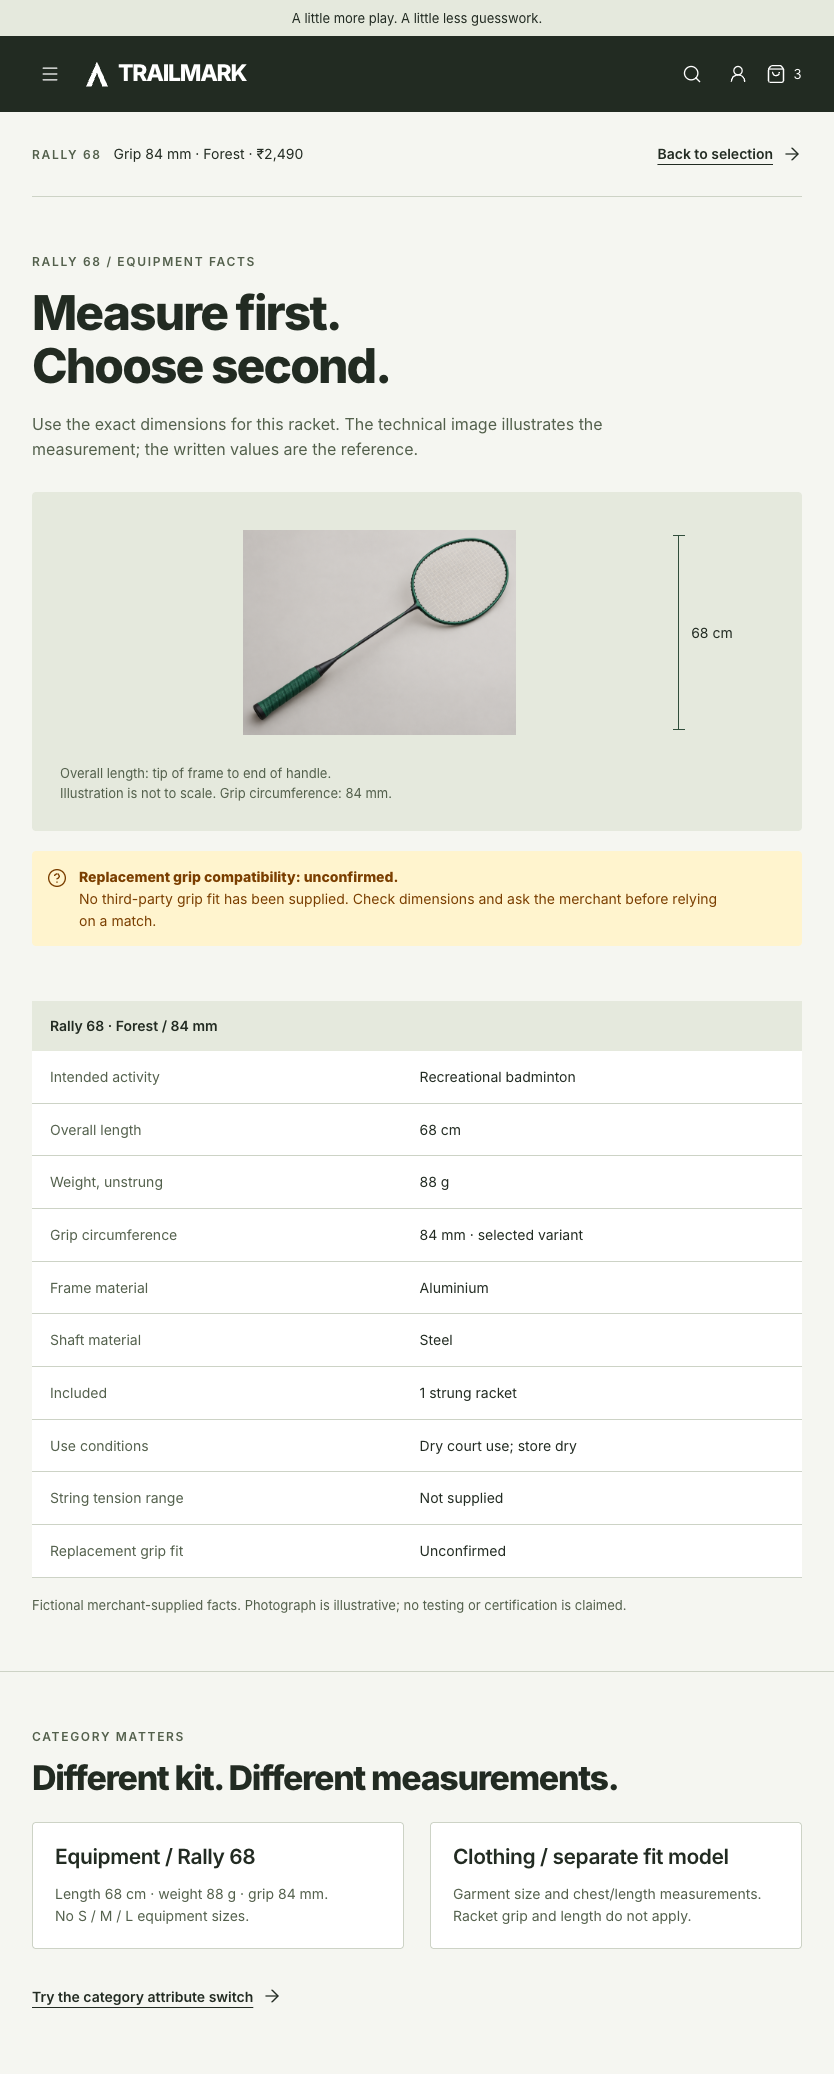 A little more play. A little less guesswork.
TRAILMARK
3
RALLY 68 Grip 84 mm · Forest · ₹2,490
Back to selection
RALLY 68 / EQUIPMENT FACTS
Measure first.
Choose second.
Use the exact dimensions for this racket. The technical image illustrates the
measurement; the written values are the reference.
68 cm
Overall length: tip of frame to end of handle.
Illustration is not to scale. Grip circumference: 84 mm.
Replacement grip compatibility: unconfirmed.
No third-party grip fit has been supplied. Check dimensions and ask the merchant before relying
on a match.
Rally 68 · Forest / 84 mm
Intended activity Recreational badminton
Overall length 68 cm
Weight, unstrung 88 g
Grip circumference 84 mm · selected variant
Frame material Aluminium
Shaft material Steel
Included 1 strung racket
Use conditions Dry court use; store dry
String tension range Not supplied
Replacement grip fit Unconfirmed
Fictional merchant-supplied facts. Photograph is illustrative; no testing or certification is claimed.
CATEGORY MATTERS
Different kit. Different measurements.
Equipment / Rally 68
Length 68 cm · weight 88 g · grip 84 mm.
No S / M / L equipment sizes.
Clothing / separate fit model
Garment size and chest/length measurements.
Racket grip and length do not apply.
Try the category attribute switch